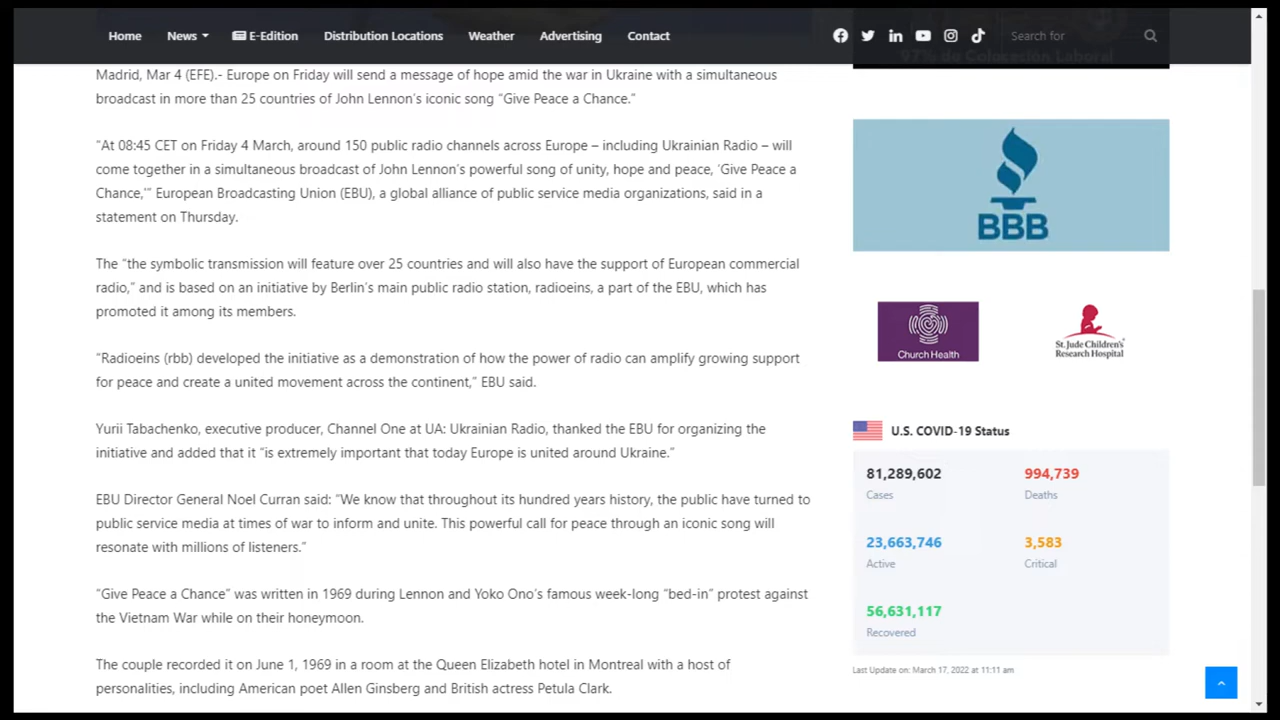 Home
News
E-Edition
Distribution Locations
Weather
Advertising
Contact
Search for
97% de Colocación Laboral
Madrid, Mar 4 (EFE).- Europe on Friday will send a message of hope amid the war in Ukraine with a simultaneous
broadcast in more than 25 countries of John Lennon’s iconic song “Give Peace a Chance.”
“At 08:45 CET on Friday 4 March, around 150 public radio channels across Europe – including Ukrainian Radio – will
come together in a simultaneous broadcast of John Lennon’s powerful song of unity, hope and peace, ‘Give Peace a
Chance,’” European Broadcasting Union (EBU), a global alliance of public service media organizations, said in a
statement on Thursday.
The “the symbolic transmission will feature over 25 countries and will also have the support of European commercial
radio,” and is based on an initiative by Berlin’s main public radio station, radioeins, a part of the EBU, which has
promoted it among its members.
“Radioeins (rbb) developed the initiative as a demonstration of how the power of radio can amplify growing support
for peace and create a united movement across the continent,” EBU said.
Yurii Tabachenko, executive producer, Channel One at UA: Ukrainian Radio, thanked the EBU for organizing the
initiative and added that it “is extremely important that today Europe is united around Ukraine.”
EBU Director General Noel Curran said: “We know that throughout its hundred years history, the public have turned to
public service media at times of war to inform and unite. This powerful call for peace through an iconic song will
resonate with millions of listeners.”
“Give Peace a Chance” was written in 1969 during Lennon and Yoko Ono’s famous week-long “bed-in” protest against
the Vietnam War while on their honeymoon.
The couple recorded it on June 1, 1969 in a room at the Queen Elizabeth hotel in Montreal with a host of
personalities, including American poet Allen Ginsberg and British actress Petula Clark.
BBB
Church Health
St. Jude Children’s
Research Hospital
U.S. COVID-19 Status
81,289,602
Cases
994,739
Deaths
23,663,746
Active
3,583
Critical
56,631,117
Recovered
Last Update on: March 17, 2022 at 11:11 am